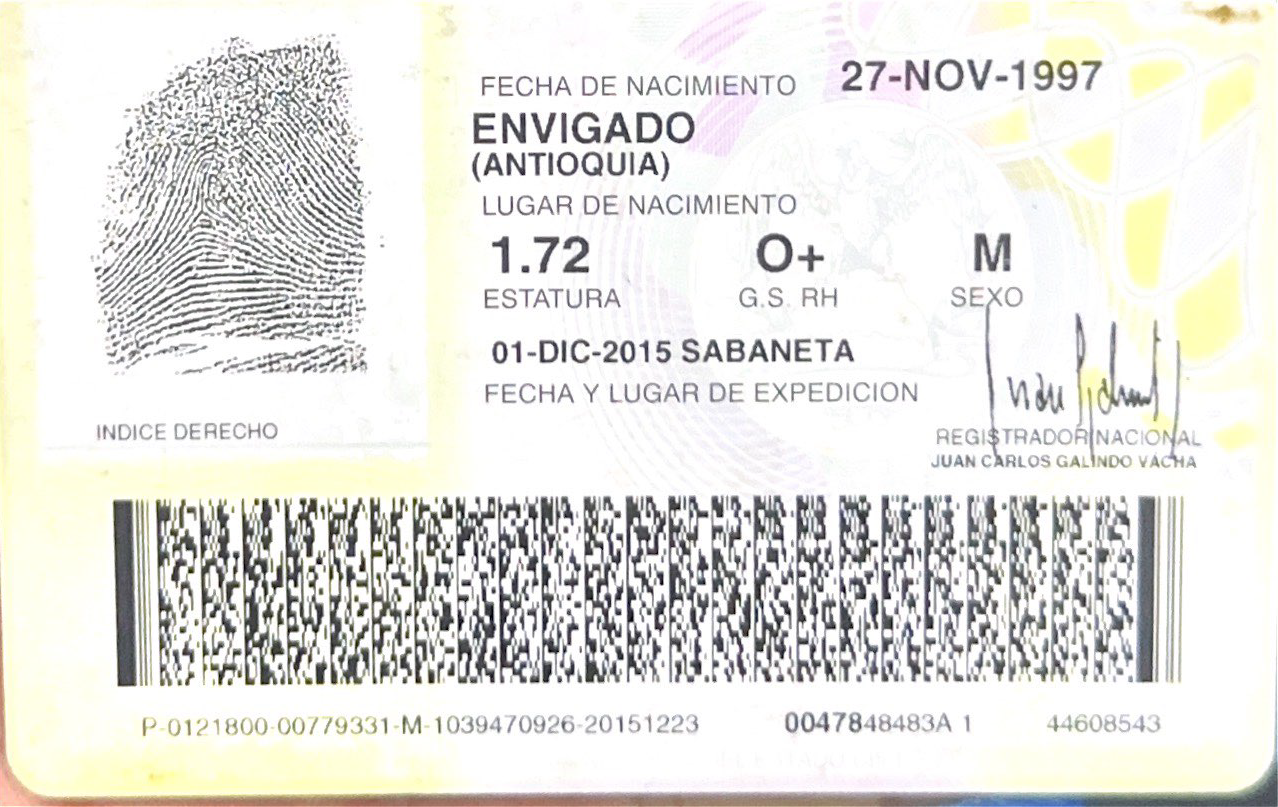 FECHA DE NACIMIENTO 27-NOV-1997
ENVIGADO
(ANTIOQUIA)
LUGAR DE NACIMIENTO
1.72 O+ M
ESTATURA G.S. RH SEXO
01-DIC-2015 SABANETA
FECHA Y LUGAR DE EXPEDICION
INDICE DERECHO
REGISTRADOR NACIONAL
JUAN CARLOS GALINDO VACHA
P-0121800-00779331-M-1039470926-20151223 0047848483A 1 44608543